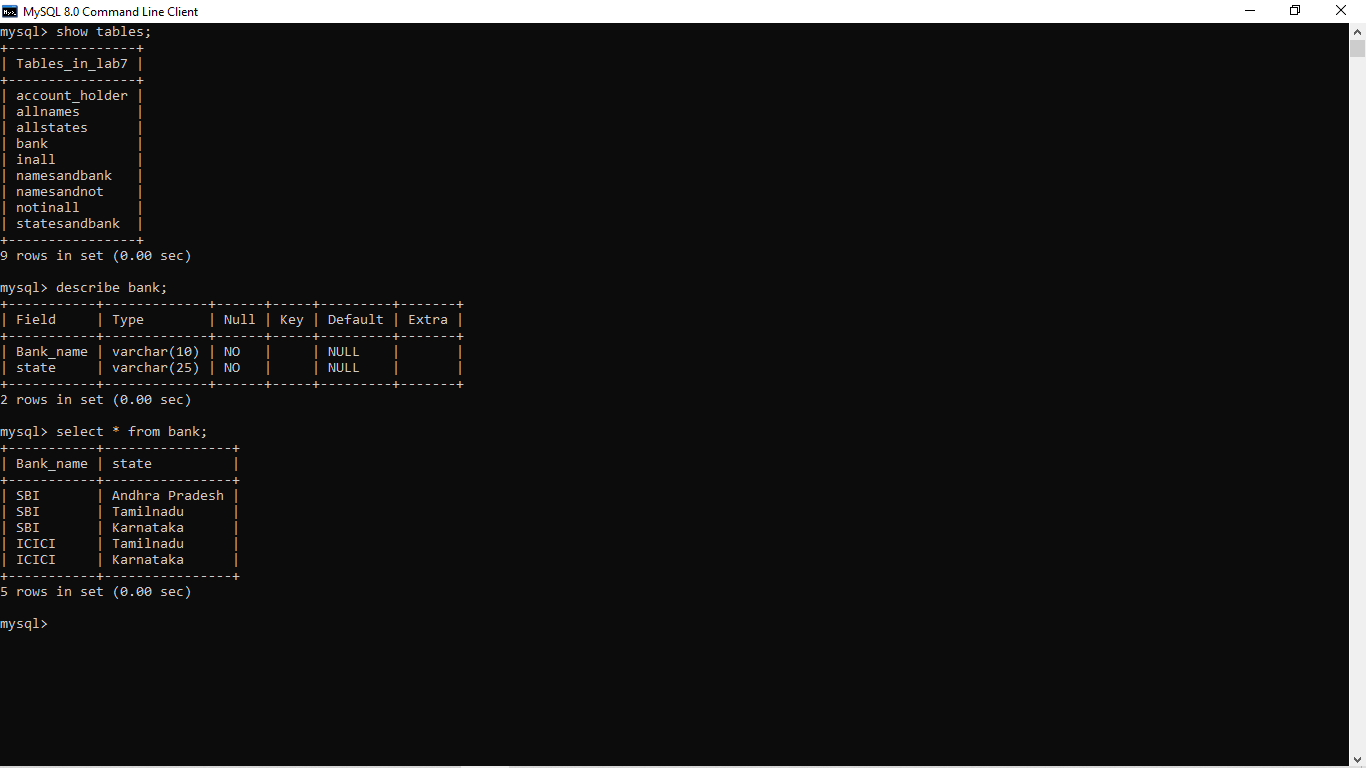 MySQL 8.0 Command Line Client
mysql> show tables;
+----------------+
| Tables_in_lab7 |
+----------------+
| account_holder |
| allnames       |
| allstates      |
| bank           |
| inall          |
| namesandbank   |
| namesandnot    |
| notinall       |
| statesandbank  |
+----------------+
9 rows in set (0.00 sec)

mysql> describe bank;
+-----------+-------------+------+-----+---------+-------+
| Field     | Type        | Null | Key | Default | Extra |
+-----------+-------------+------+-----+---------+-------+
| Bank_name | varchar(10) | NO   |     | NULL    |       |
| state     | varchar(25) | NO   |     | NULL    |       |
+-----------+-------------+------+-----+---------+-------+
2 rows in set (0.00 sec)

mysql> select * from bank;
+-----------+----------------+
| Bank_name | state          |
+-----------+----------------+
| SBI       | Andhra Pradesh |
| SBI       | Tamilnadu      |
| SBI       | Karnataka      |
| ICICI     | Tamilnadu      |
| ICICI     | Karnataka      |
+-----------+----------------+
5 rows in set (0.00 sec)

mysql>